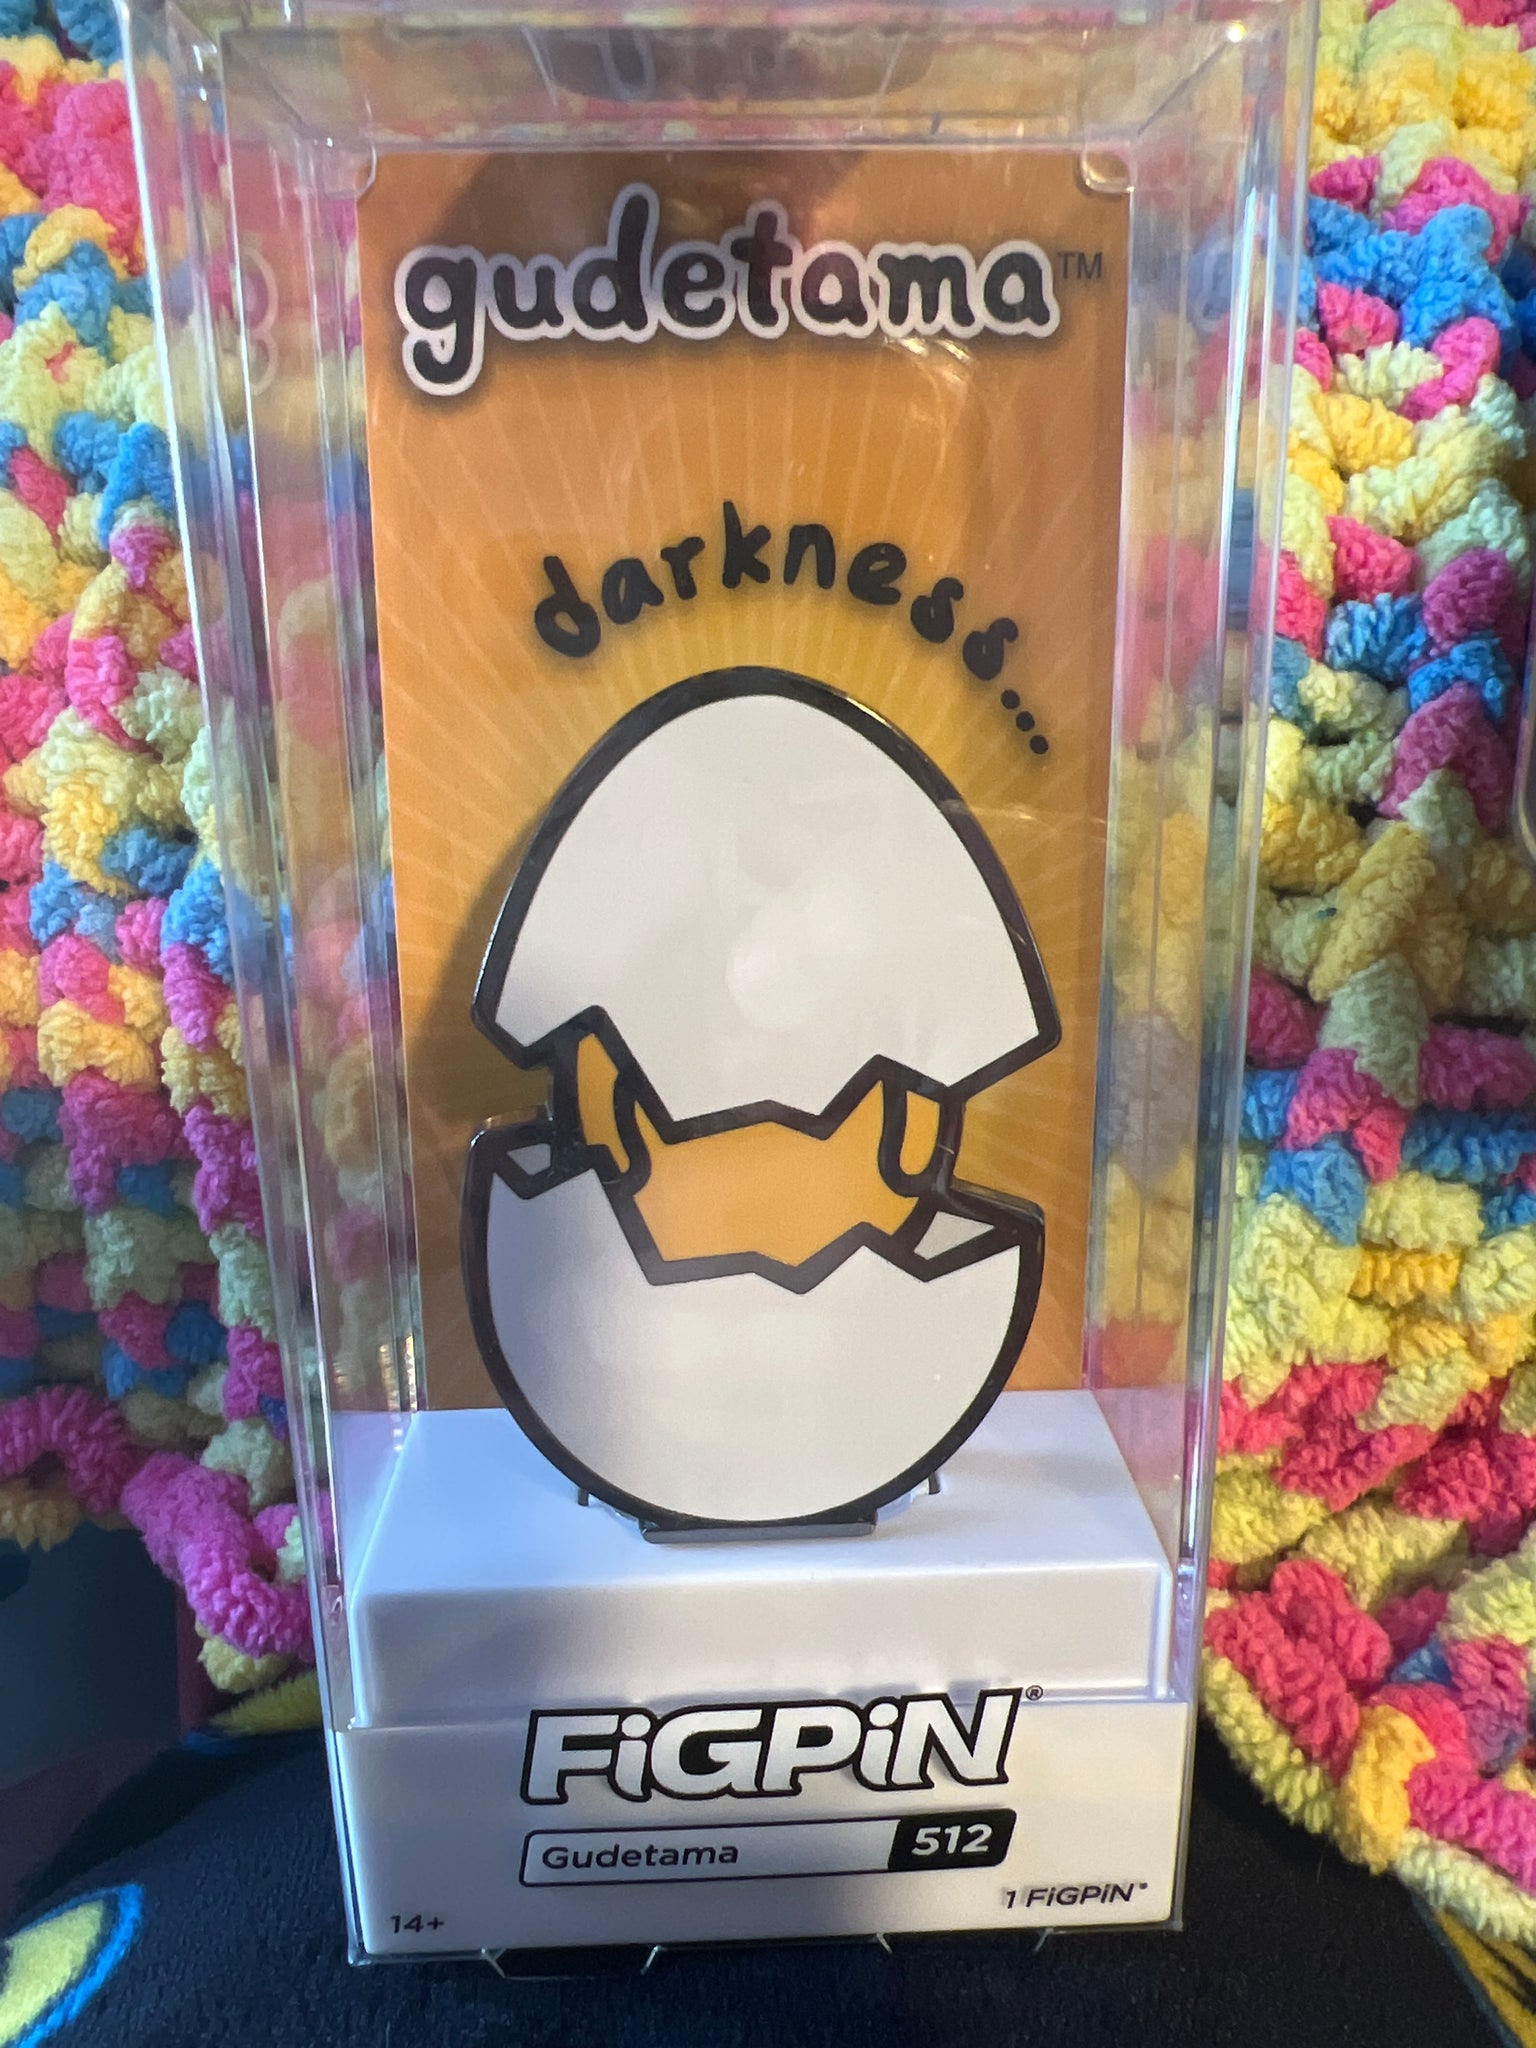 gudetama™
darkness...
FiGPiN®
Gudetama 512
1 FiGPiN®
14+